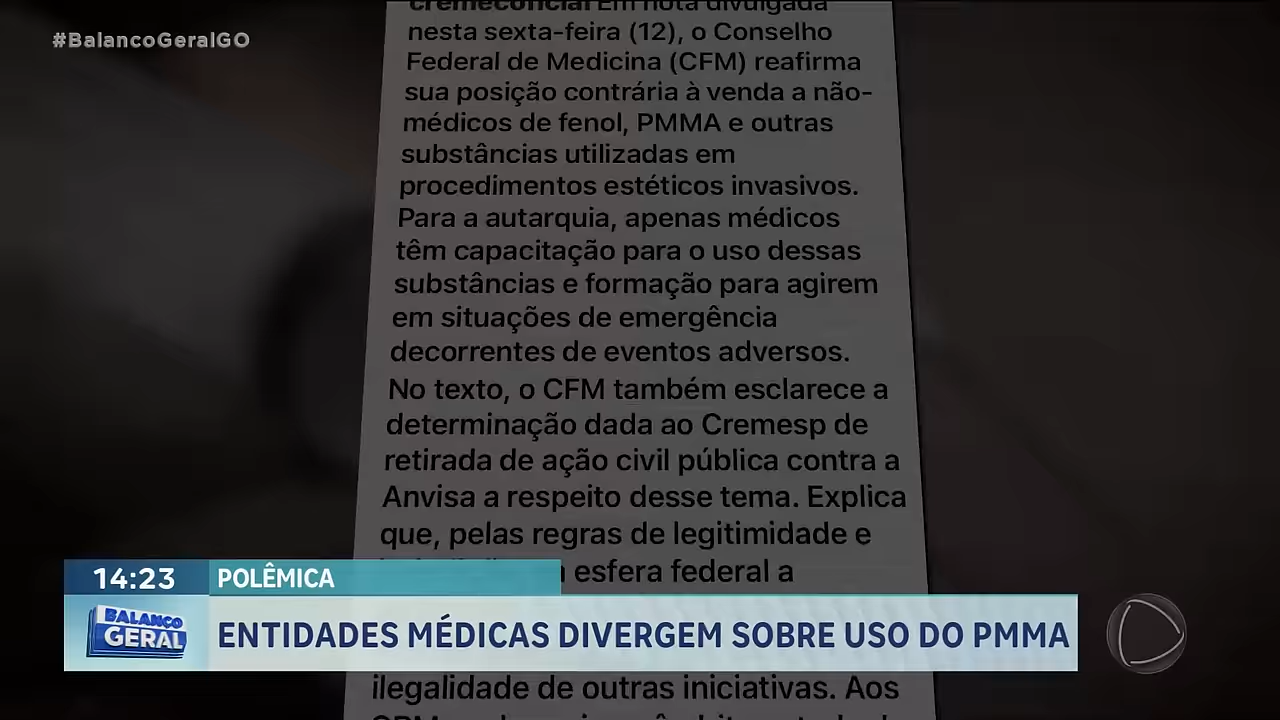 #BalancoGeralGO
cremecoficial Em nota divulgada
nesta sexta-feira (12), o Conselho
Federal de Medicina (CFM) reafirma
sua posição contrária à venda a não-
médicos de fenol, PMMA e outras
substâncias utilizadas em
procedimentos estéticos invasivos.
Para a autarquia, apenas médicos
têm capacitação para o uso dessas
substâncias e formação para agirem
em situações de emergência
decorrentes de eventos adversos.
No texto, o CFM também esclarece a
determinação dada ao Cremesp de
retirada de ação civil pública contra a
Anvisa a respeito desse tema. Explica
que, pelas regras de legitimidade e
esfera federal a
14:23 POLÊMICA
BALANCO
GERAL
ENTIDADES MÉDICAS DIVERGEM SOBRE USO DO PMMA
ilegalidade de outras iniciativas. Aos